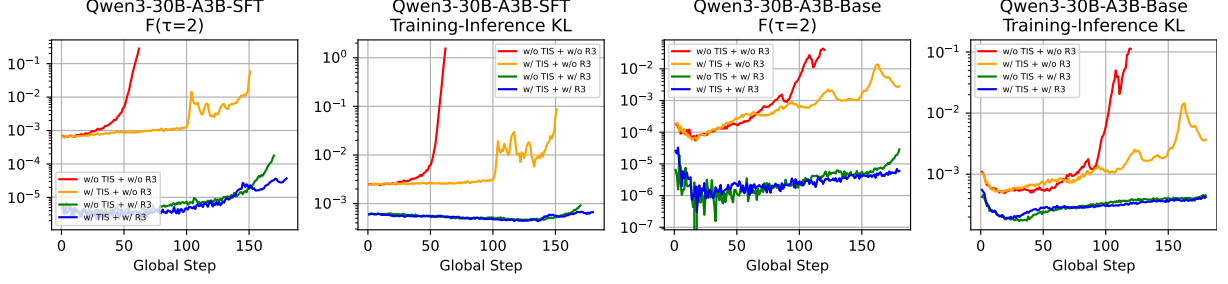 Qwen3-30B-A3B-SFT
F(τ=2)
10⁻¹
10⁻²
10⁻³
10⁻⁴
10⁻⁵
w/o TIS + w/o R3
w/ TIS + w/o R3
w/o TIS + w/ R3
w/ TIS + w/ R3
0 50 100 150
Global Step
Qwen3-30B-A3B-SFT
Training-Inference KL
10⁰
10⁻¹
10⁻²
10⁻³
w/o TIS + w/o R3
w/ TIS + w/o R3
w/o TIS + w/ R3
w/ TIS + w/ R3
0 50 100 150
Global Step
Qwen3-30B-A3B-Base
F(τ=2)
10⁻²
10⁻³
10⁻⁴
10⁻⁵
10⁻⁶
10⁻⁷
w/o TIS + w/o R3
w/ TIS + w/o R3
w/o TIS + w/ R3
w/ TIS + w/ R3
0 50 100 150
Global Step
Qwen3-30B-A3B-Base
Training-Inference KL
10⁻¹
10⁻²
10⁻³
w/o TIS + w/o R3
w/ TIS + w/o R3
w/o TIS + w/ R3
w/ TIS + w/ R3
0 50 100 150
Global Step